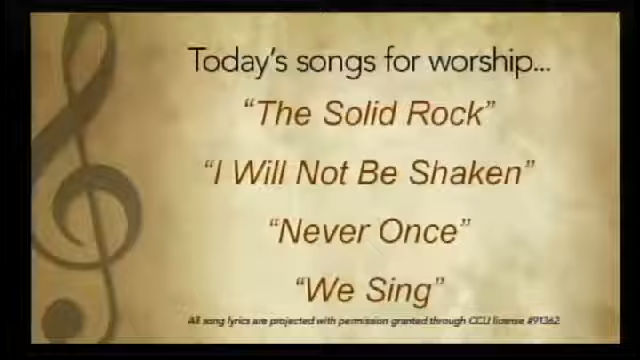 Today's songs for worship...
"The Solid Rock"
"I Will Not Be Shaken"
"Never Once"
"We Sing"
All song lyrics are projected with permission granted through CCLI license #91362